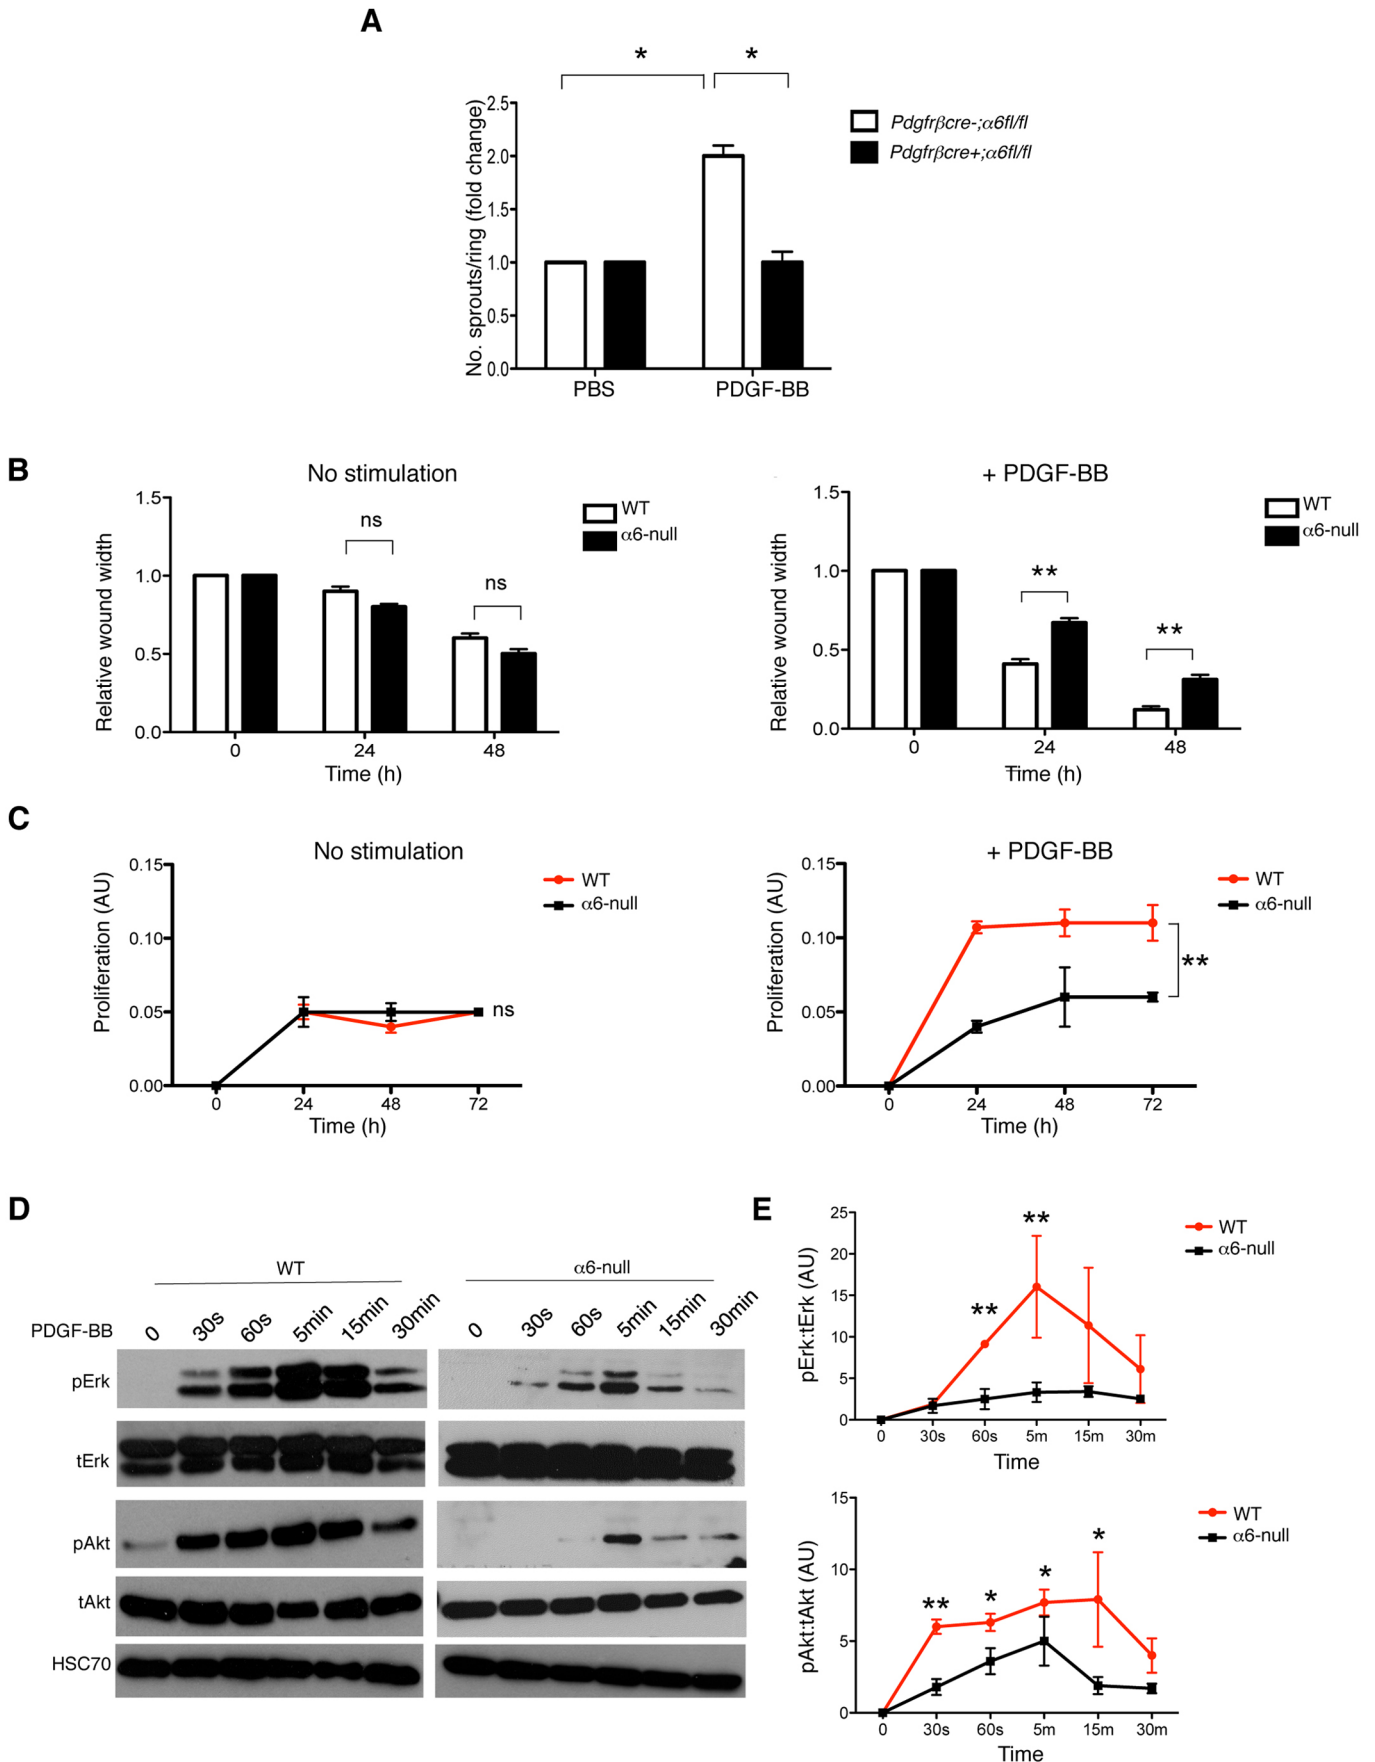 A
*
*
No. sprouts/ring (fold change)
2.5
2.0
1.5
1.0
0.5
0.0
PBS
PDGF-BB
Pdgfrβcre-;α6fl/fl
Pdgfrβcre+;α6fl/fl
B
No stimulation
Relative wound width
1.5
1.0
0.5
0.0
ns
ns
WT
α6-null
0
24
48
Time (h)
+ PDGF-BB
Relative wound width
1.5
1.0
0.5
0.0
**
**
WT
α6-null
0
24
48
Time (h)
C
No stimulation
Proliferation (AU)
0.15
0.10
0.05
0.00
ns
WT
α6-null
0
24
48
72
Time (h)
+ PDGF-BB
Proliferation (AU)
0.15
0.10
0.05
0.00
**
WT
α6-null
0
24
48
72
Time (h)
D
WT
α6-null
PDGF-BB 0 30s 60s 5min 15min 30min 0 30s 60s 5min 15min 30min
pErk
tErk
pAkt
tAkt
HSC70
E
pErk:tErk (AU)
25
20
15
10
5
0
**
**
WT
α6-null
0
30s
60s
5m
15m
30m
Time
pAkt:tAkt (AU)
15
10
5
0
**
*
*
*
WT
α6-null
0
30s
60s
5m
15m
30m
Time